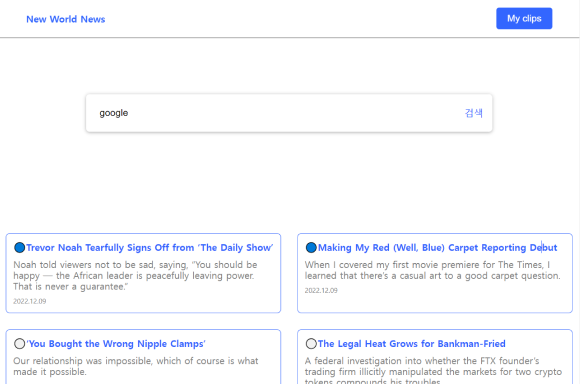 New World News
My clips
google
검색
Trevor Noah Tearfully Signs Off from ‘The Daily Show’
Noah told viewers not to be sad, saying, “You should be
happy — the African leader is peacefully leaving power.
That is never a guarantee.”
2022.12.09
Making My Red (Well, Blue) Carpet Reporting Debut
When I covered my first movie premiere for The Times, I
learned that there’s a casual art to a good carpet question.
2022.12.09
‘You Bought the Wrong Nipple Clamps’
Our relationship was impossible, which of course is what
made it possible.
The Legal Heat Grows for Bankman-Fried
A federal investigation into whether the FTX founder’s
trading firm illicitly manipulated the markets for two crypto
tokens compounds his troubles.